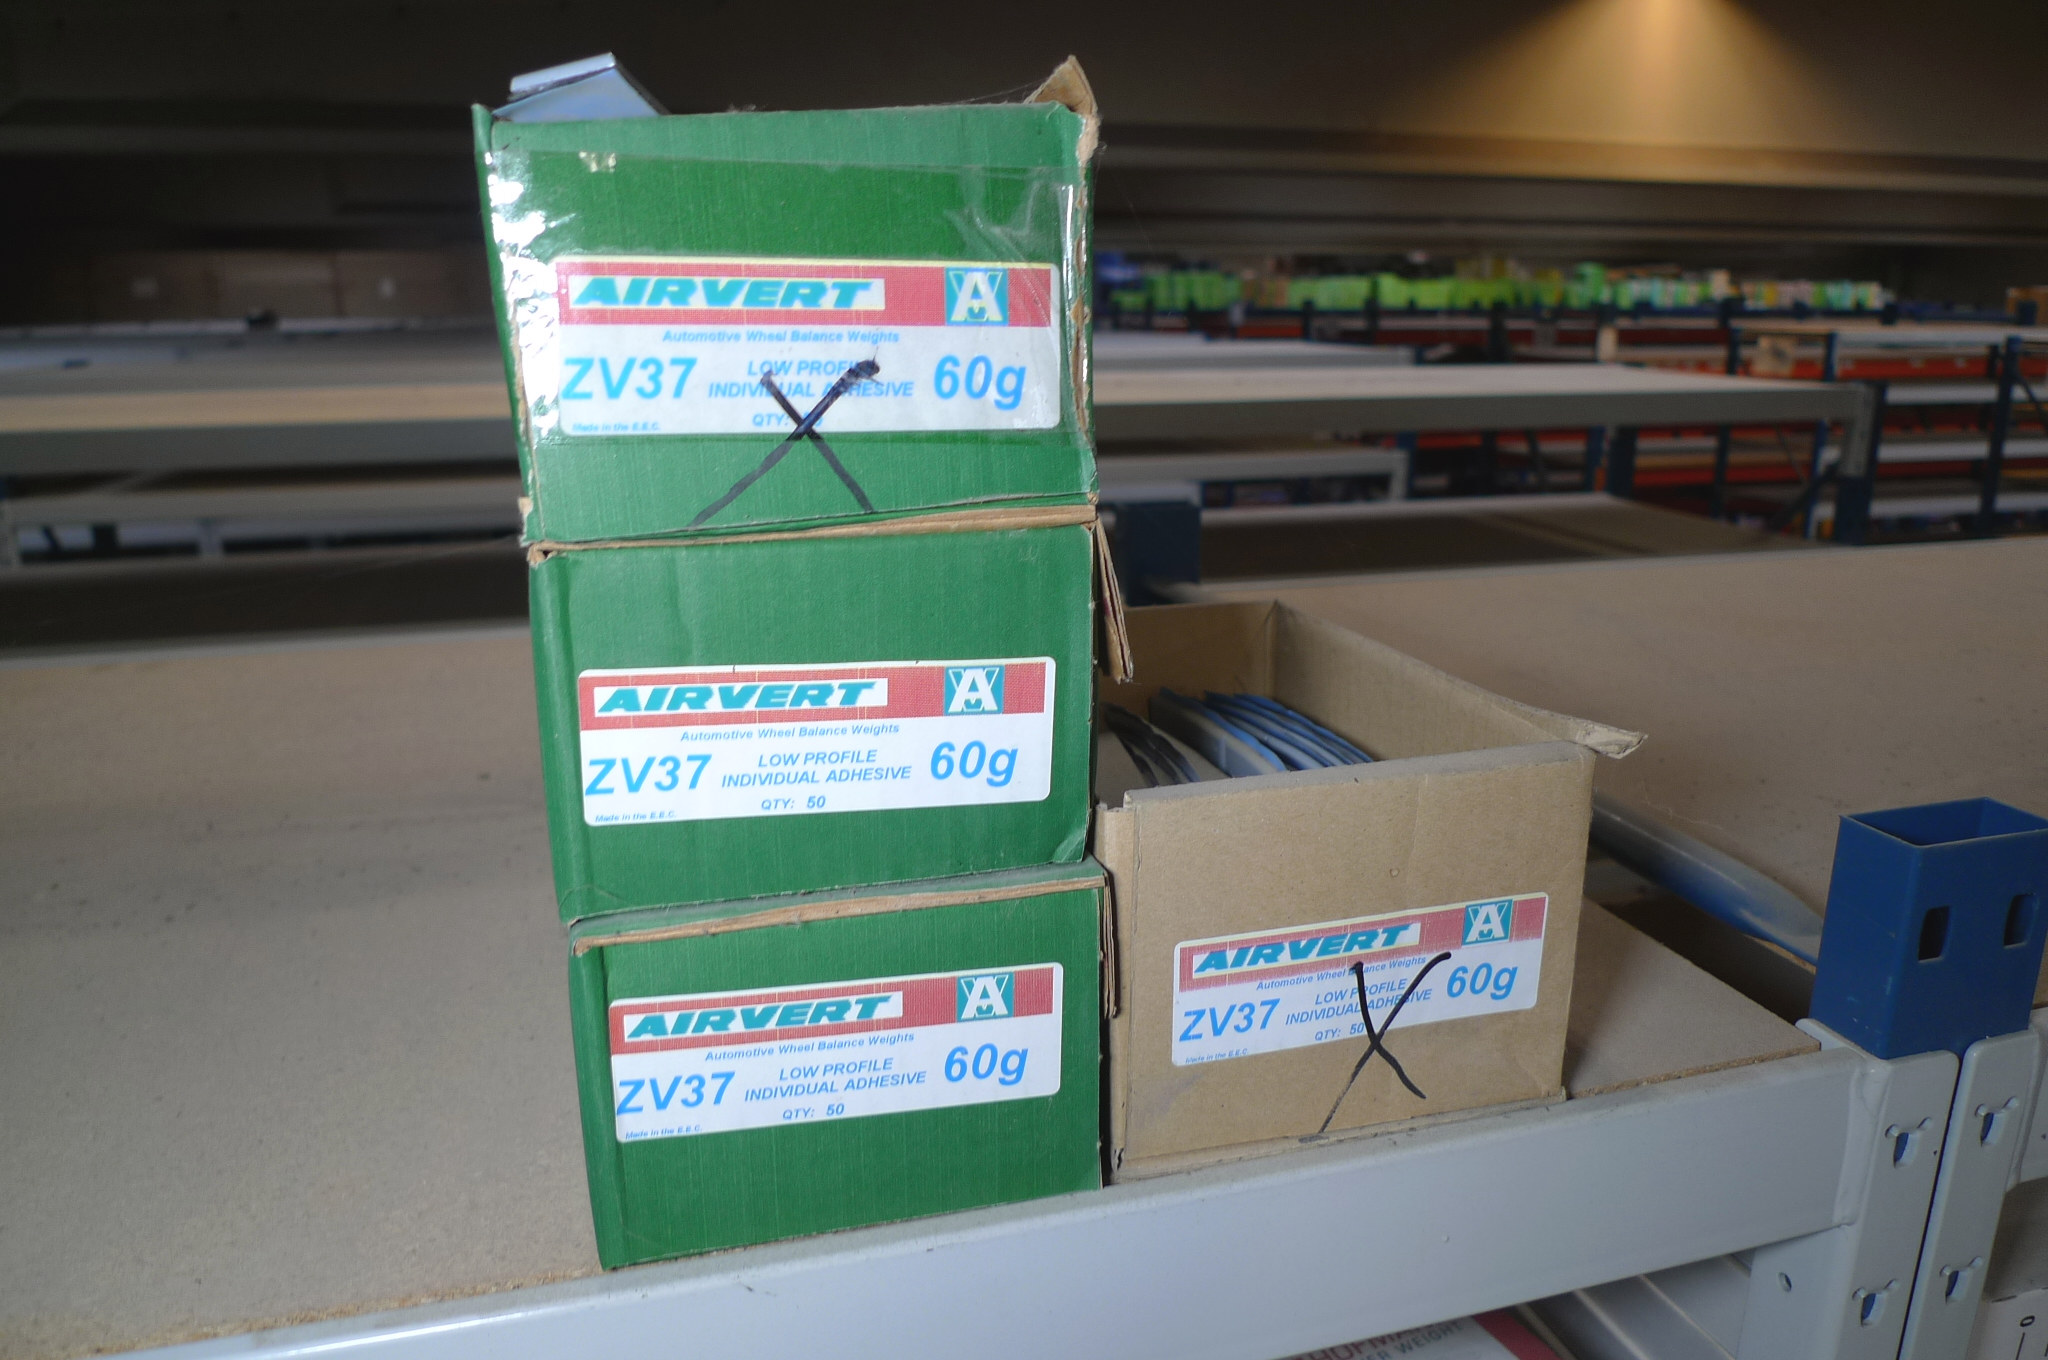 AIRVERT
Automotive Wheel Balance Weights
ZV37 LOW PROFILE INDIVIDUAL ADHESIVE 60g
QTY:
Made in the E.E.C.
AIRVERT
Automotive Wheel Balance Weights
ZV37 LOW PROFILE INDIVIDUAL ADHESIVE 60g
QTY: 50
Made in the E.E.C.
AIRVERT
Automotive Wheel Balance Weights
ZV37 LOW PROFILE INDIVIDUAL ADHESIVE 60g
QTY: 50
Made in the E.E.C.
AIRVERT
Automotive Wheel Balance Weights
ZV37 LOW PROFILE INDIVIDUAL ADHESIVE 60g
QTY: 50
Made in the E.E.C.